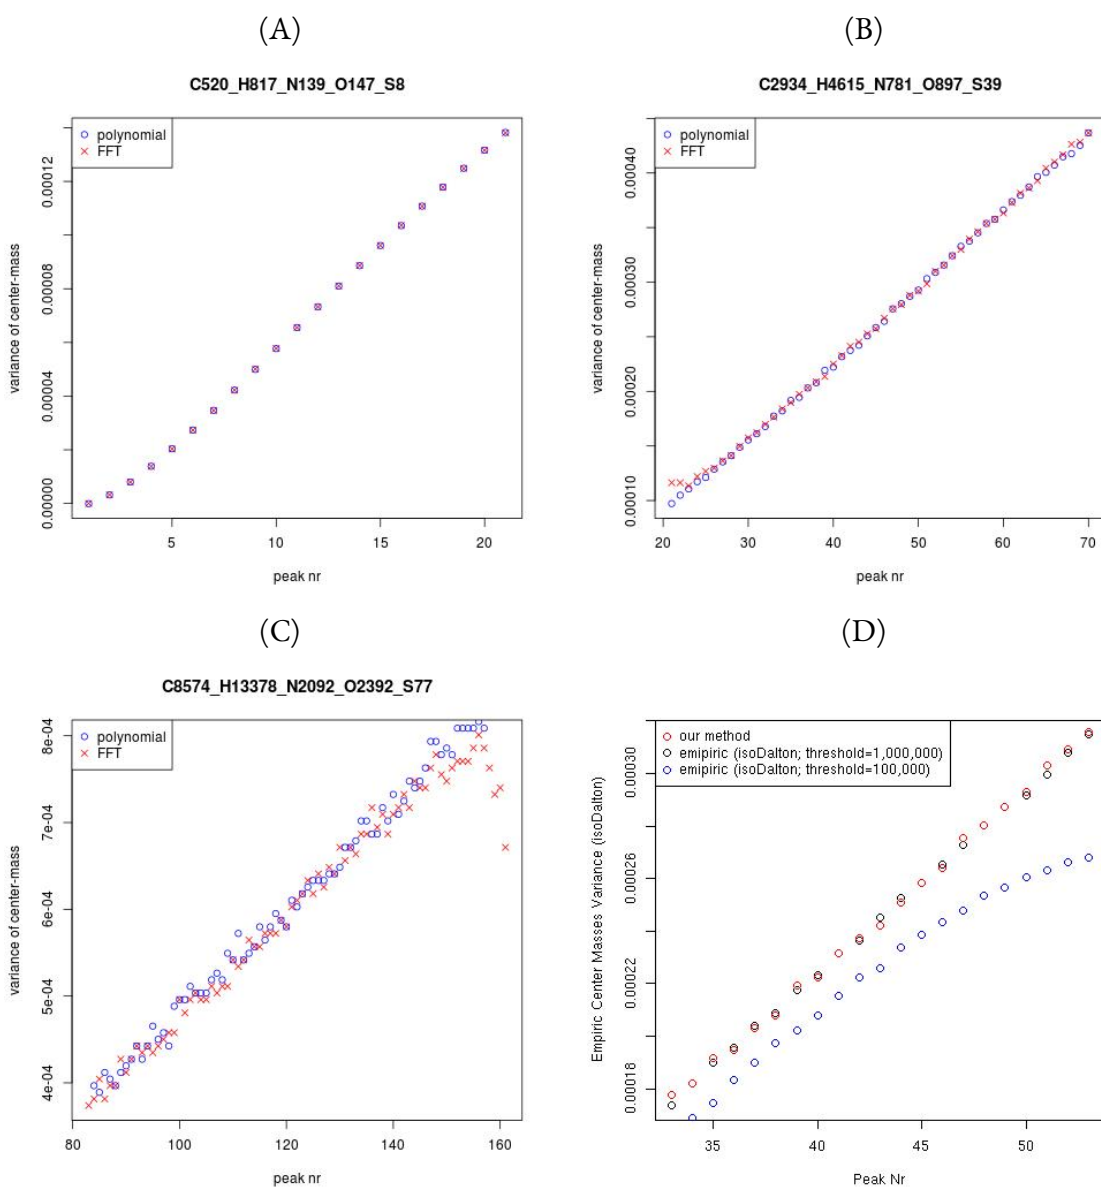 (A)
C520_H817_N139_O147_S8
polynomial
FFT
variance of center-mass
0.00012
0.00008
0.00004
0.00000
5 10 15 20
peak nr
(B)
C2934_H4615_N781_O897_S39
polynomial
FFT
variance of center-mass
0.00040
0.00030
0.00020
0.00010
20 30 40 50 60 70
peak nr
(C)
C8574_H13378_N2092_O2392_S77
polynomial
FFT
variance of center-mass
8e-04
7e-04
6e-04
5e-04
4e-04
80 100 120 140 160
peak nr
(D)
our method
emipiric (isoDalton; threshold=1,000,000)
emipiric (isoDalton; threshold=100,000)
Empiric Center Masses Variance (isoDalton)
0.00030
0.00026
0.00022
0.00018
35 40 45 50
Peak Nr